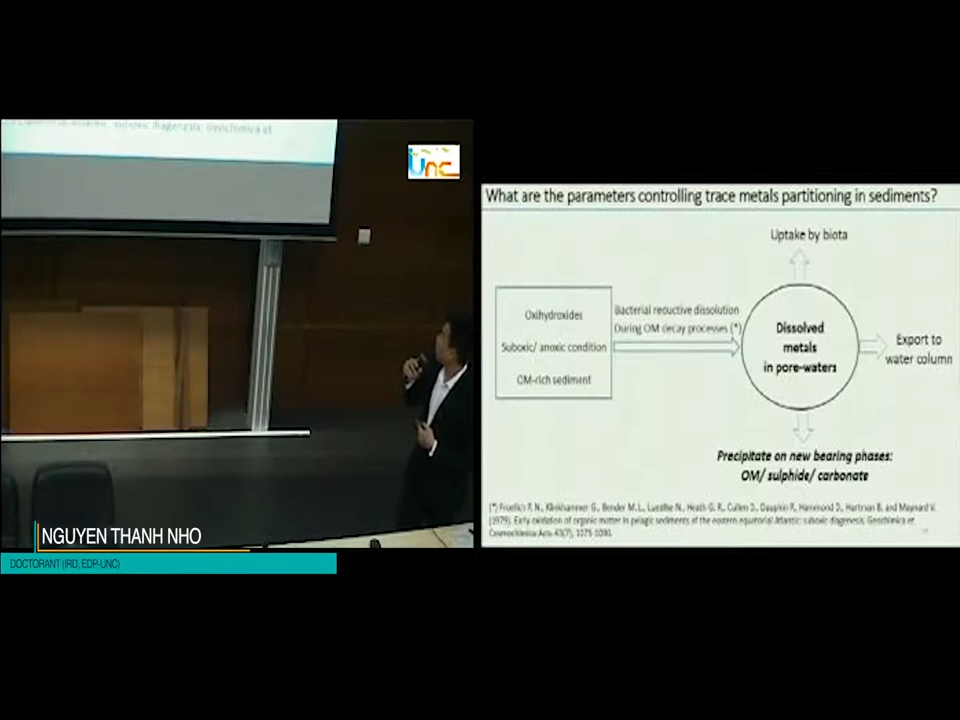 suboxic diagenesis. Geochimica et
Unc
NGUYEN THANH NHO
DOCTORANT (IRD, EDP-UNC)
What are the parameters controlling trace metals partitioning in sediments?
Uptake by biota
Oxihydroxides
Suboxic/ anoxic condition
OM-rich sediment
Bacterial reductive dissolution
During OM decay processes (*)
Dissolved
metals
in pore-waters
Export to
water column
Precipitate on new bearing phases:
OM/ sulphide/ carbonate
(*) Froelich P. N., Klinkhammer G., Bender M. L., Luedtke N., Heath G. R., Cullen D., Dauphin P., Hammond D., Hartman B. and Maynard V.
(1979). Early oxidation of organic matter in pelagic sediments of the eastern equatorial Atlantic: suboxic diagenesis. Geochimica et
Cosmochimica Acta 43(7), 1075-1090.